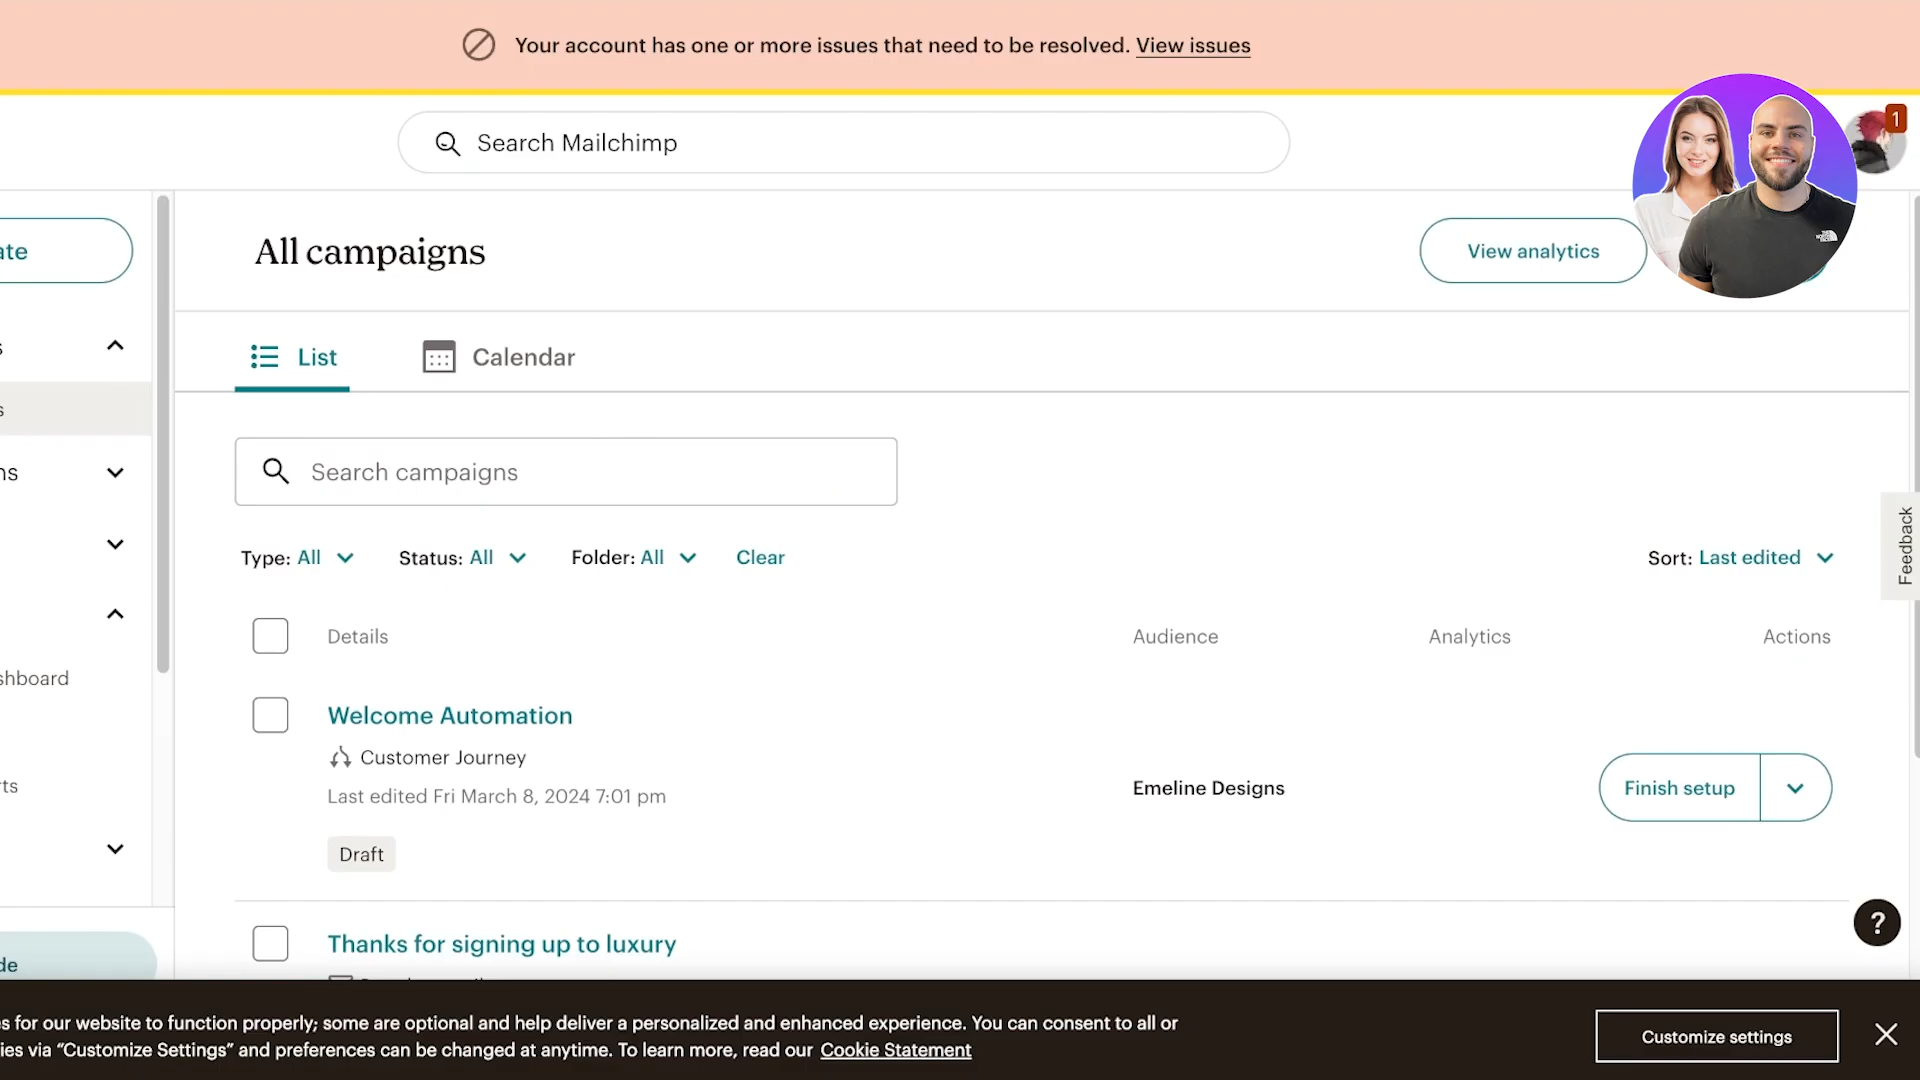 Your account has one or more issues that need to be resolved. View issues
Search Mailchimp
1
ate
All campaigns
View analytics
s
List
Calendar
s
ns
Search campaigns
Type: All
Status: All
Folder: All
Clear
Sort: Last edited
Feedback
Details
Audience
Analytics
Actions
shboard
Welcome Automation
Customer Journey
Last edited Fri March 8, 2024 7:01 pm
Emeline Designs
Finish setup
rts
Draft
?
Thanks for signing up to luxury
de
s for our website to function properly; some are optional and help deliver a personalized and enhanced experience. You can consent to all or
ies via “Customize Settings” and preferences can be changed at anytime. To learn more, read our Cookie Statement
Customize settings